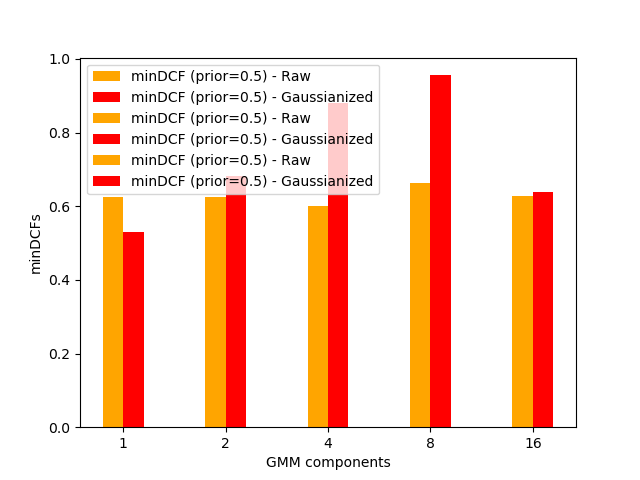 1.0
0.8
0.6
0.4
0.2
0.0
minDCFs
minDCF (prior=0.5) - Raw
minDCF (prior=0.5) - Gaussianized
minDCF (prior=0.5) - Raw
minDCF (prior=0.5) - Gaussianized
minDCF (prior=0.5) - Raw
minDCF (prior=0.5) - Gaussianized
1 2 4 8 16
GMM components